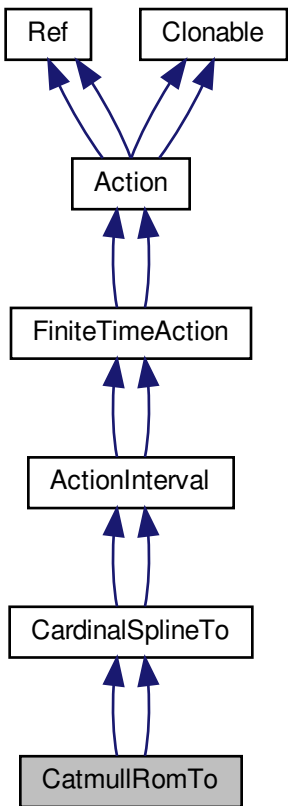 Ref
Clonable
Action
FiniteTimeAction
ActionInterval
CardinalSplineTo
CatmullRomTo